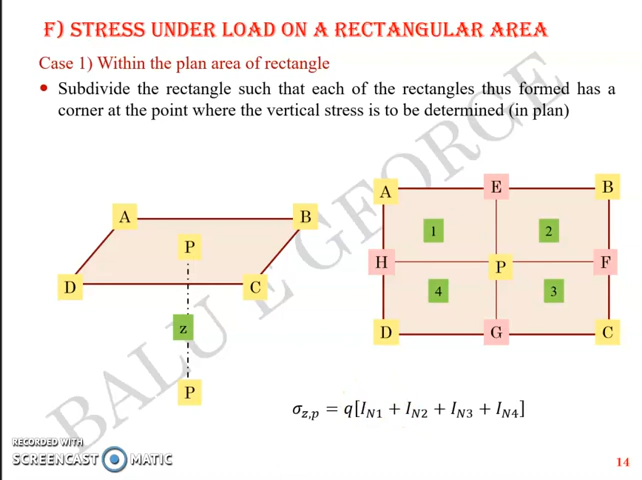 F) STRESS UNDER LOAD ON A RECTANGULAR AREA
Case 1) Within the plan area of rectangle
• Subdivide the rectangle such that each of the rectangles thus formed has a
corner at the point where the vertical stress is to be determined (in plan)
BALU E GEORGE
A
B
P
D
C
z
P
A
E
B
1
2
H
P
F
4
3
D
G
C
σz,p = q[IN1 + IN2 + IN3 + IN4]
RECORDED WITH
SCREENCAST MATIC
14